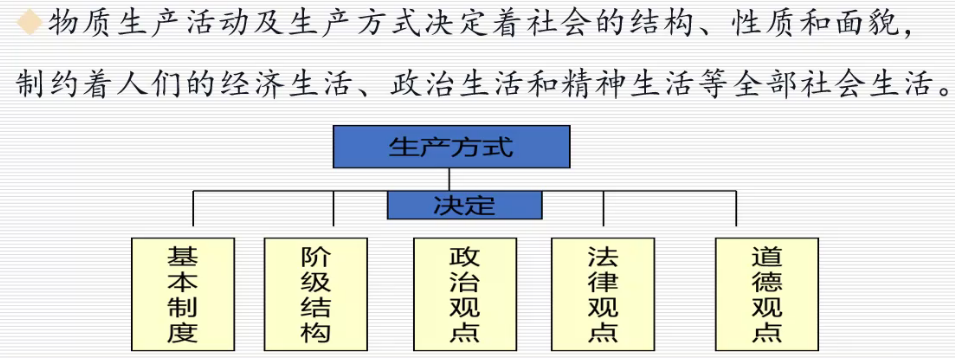 物质生产活动及生产方式决定着社会的结构、性质和面貌，
制约着人们的经济生活、政治生活和精神生活等全部社会生活。
生产方式
决定
基本制度
阶级结构
政治观点
法律观点
道德观点